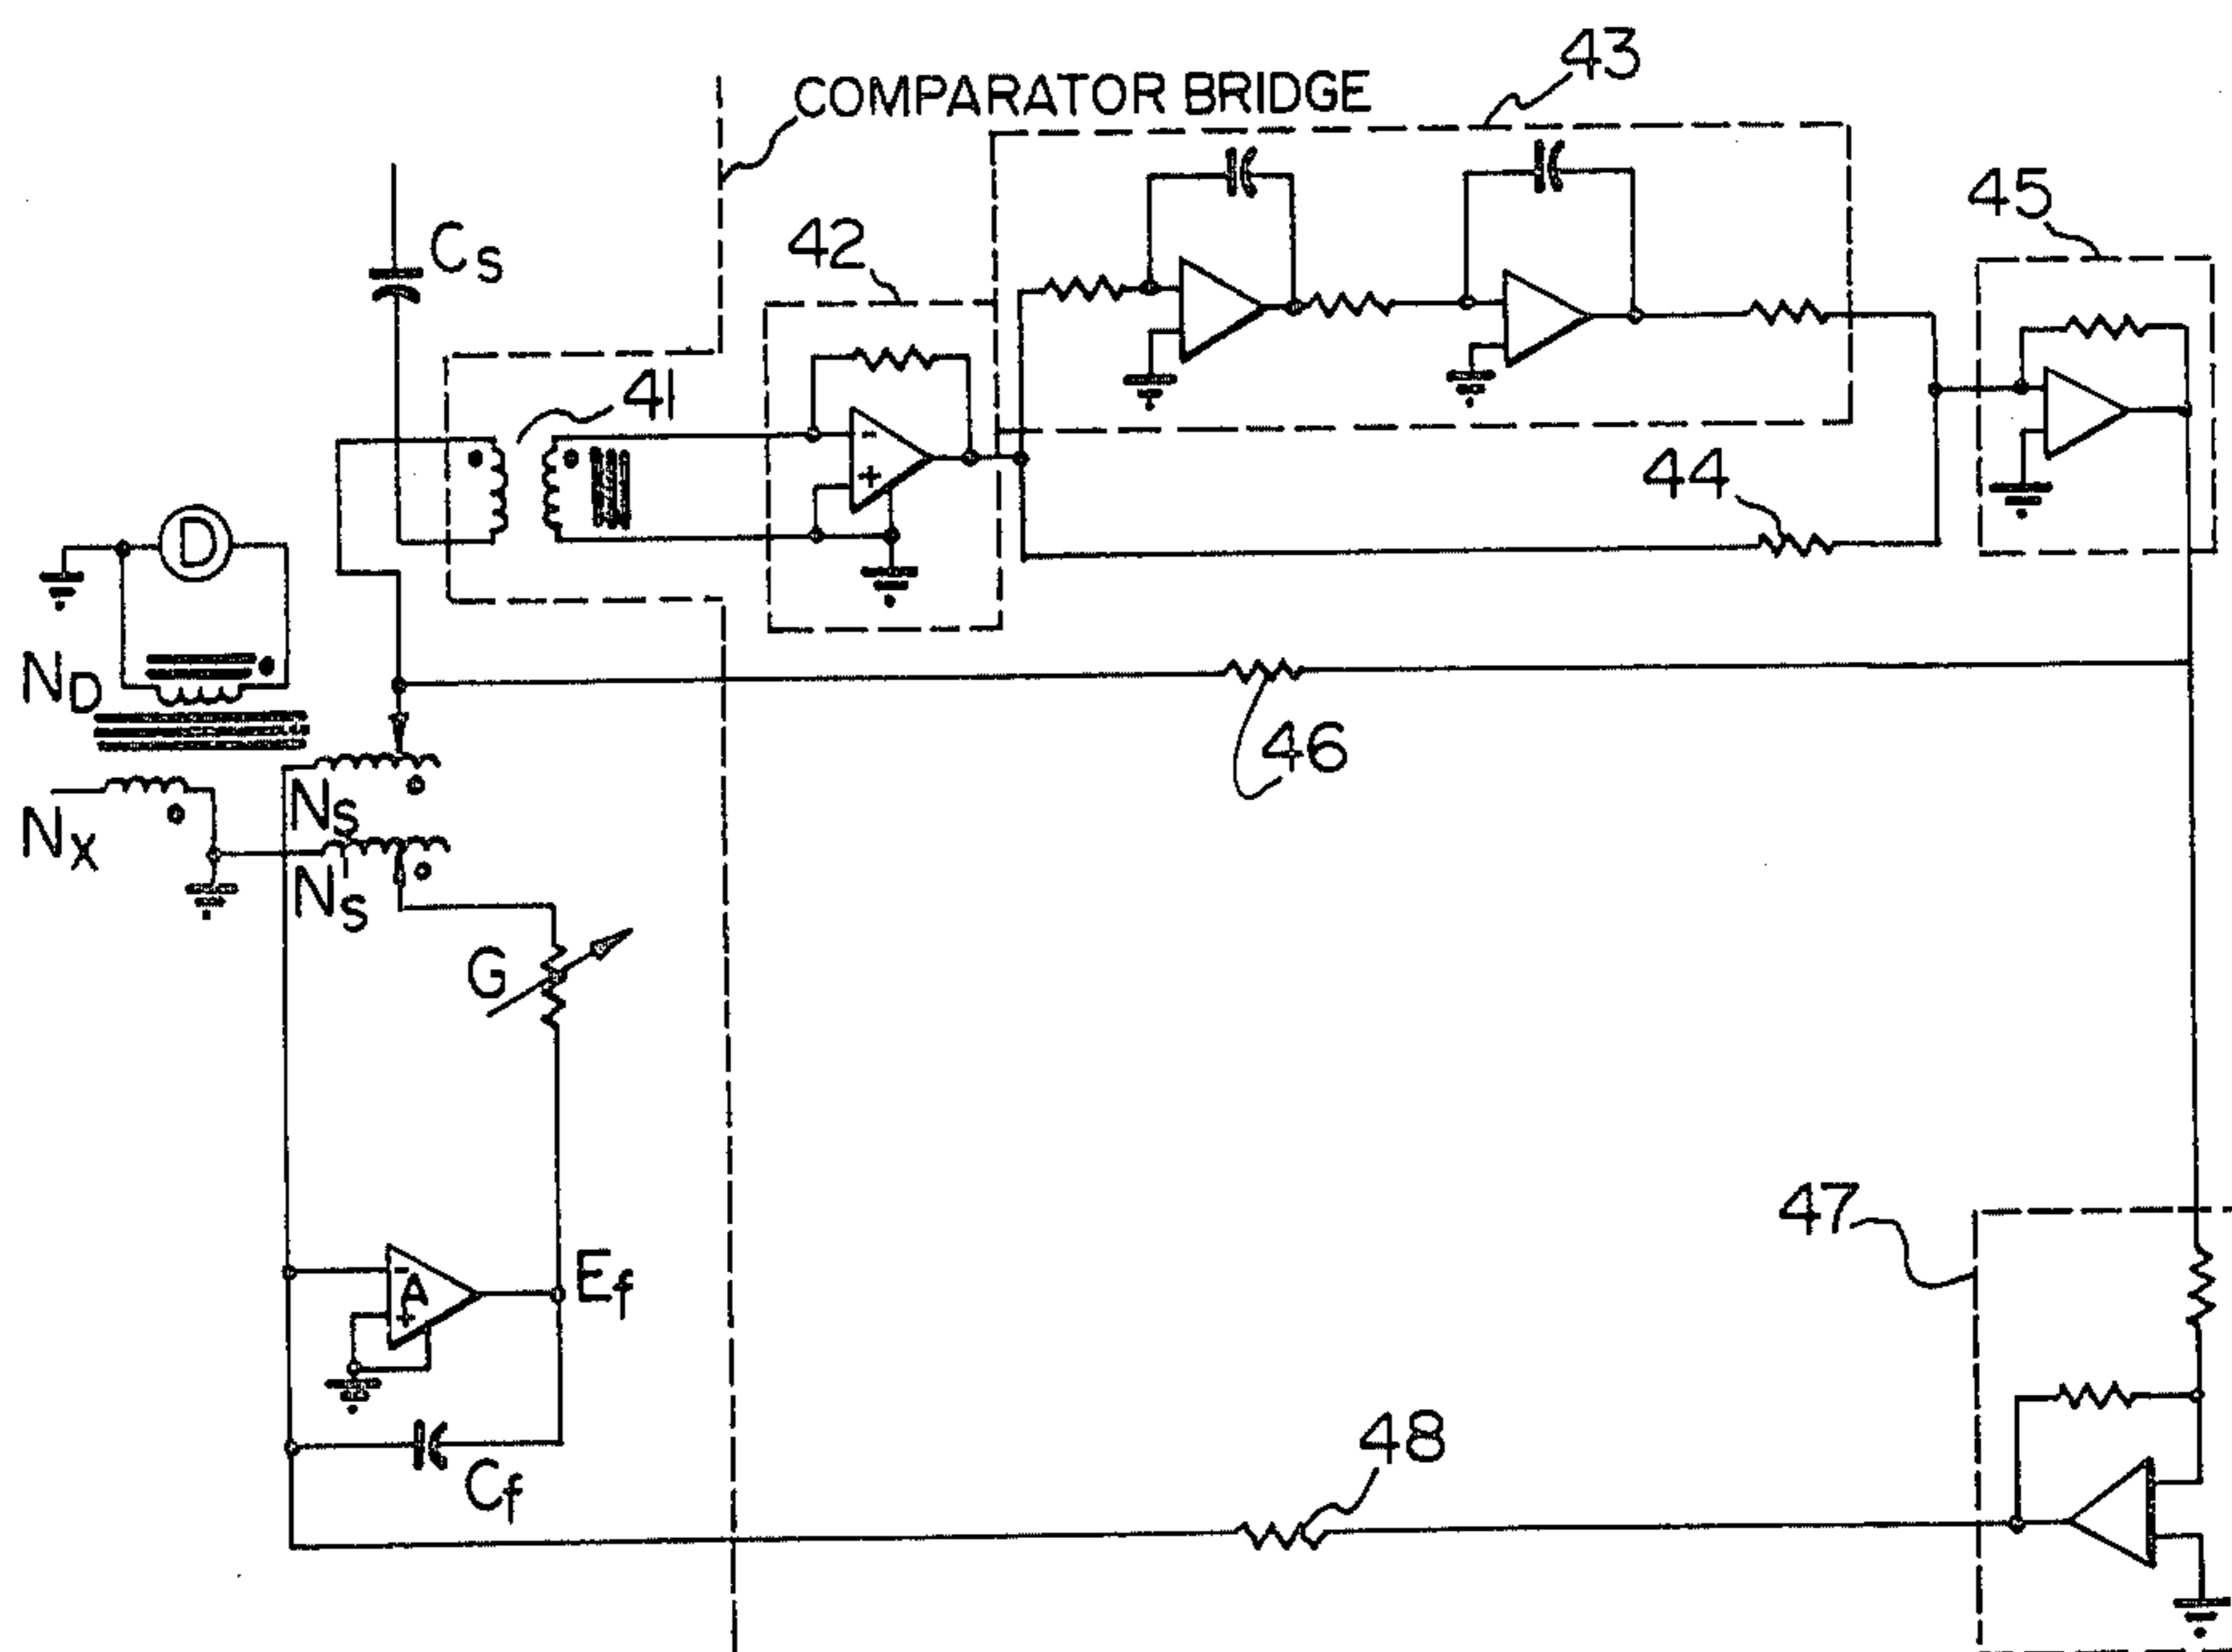 43
COMPARATOR BRIDGE
45
42
Cs
41
-
+
44
D
ND
46
Ns
Nx
N's
G
47
-
A
+
Ef
48
Cf